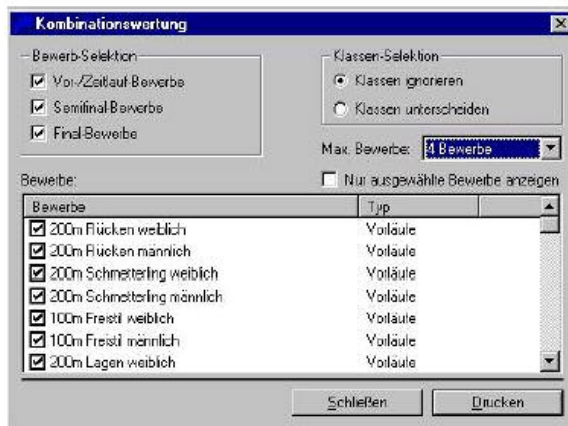 Kombinationswertung
Bewerb-Selektion
Vor-/Zeitlauf-Bewerbe
Semifinal-Bewerbe
Final-Bewerbe
Klassen-Selektion
Klassen ignorieren
Klassen unterscheiden
Max. Bewerbe: 4 Bewerbe
Bewerbe:
Nur ausgewählte Bewerbe anzeigen
Bewerbe Typ
200m Rücken weiblich Vorläufe
200m Rücken männlich Vorläufe
200m Schmetterling weiblich Vorläufe
200m Schmetterling männlich Vorläufe
100m Freistil weiblich Vorläufe
100m Freistil männlich Vorläufe
200m Lagen weiblich Vorläufe
Schließen Drucken